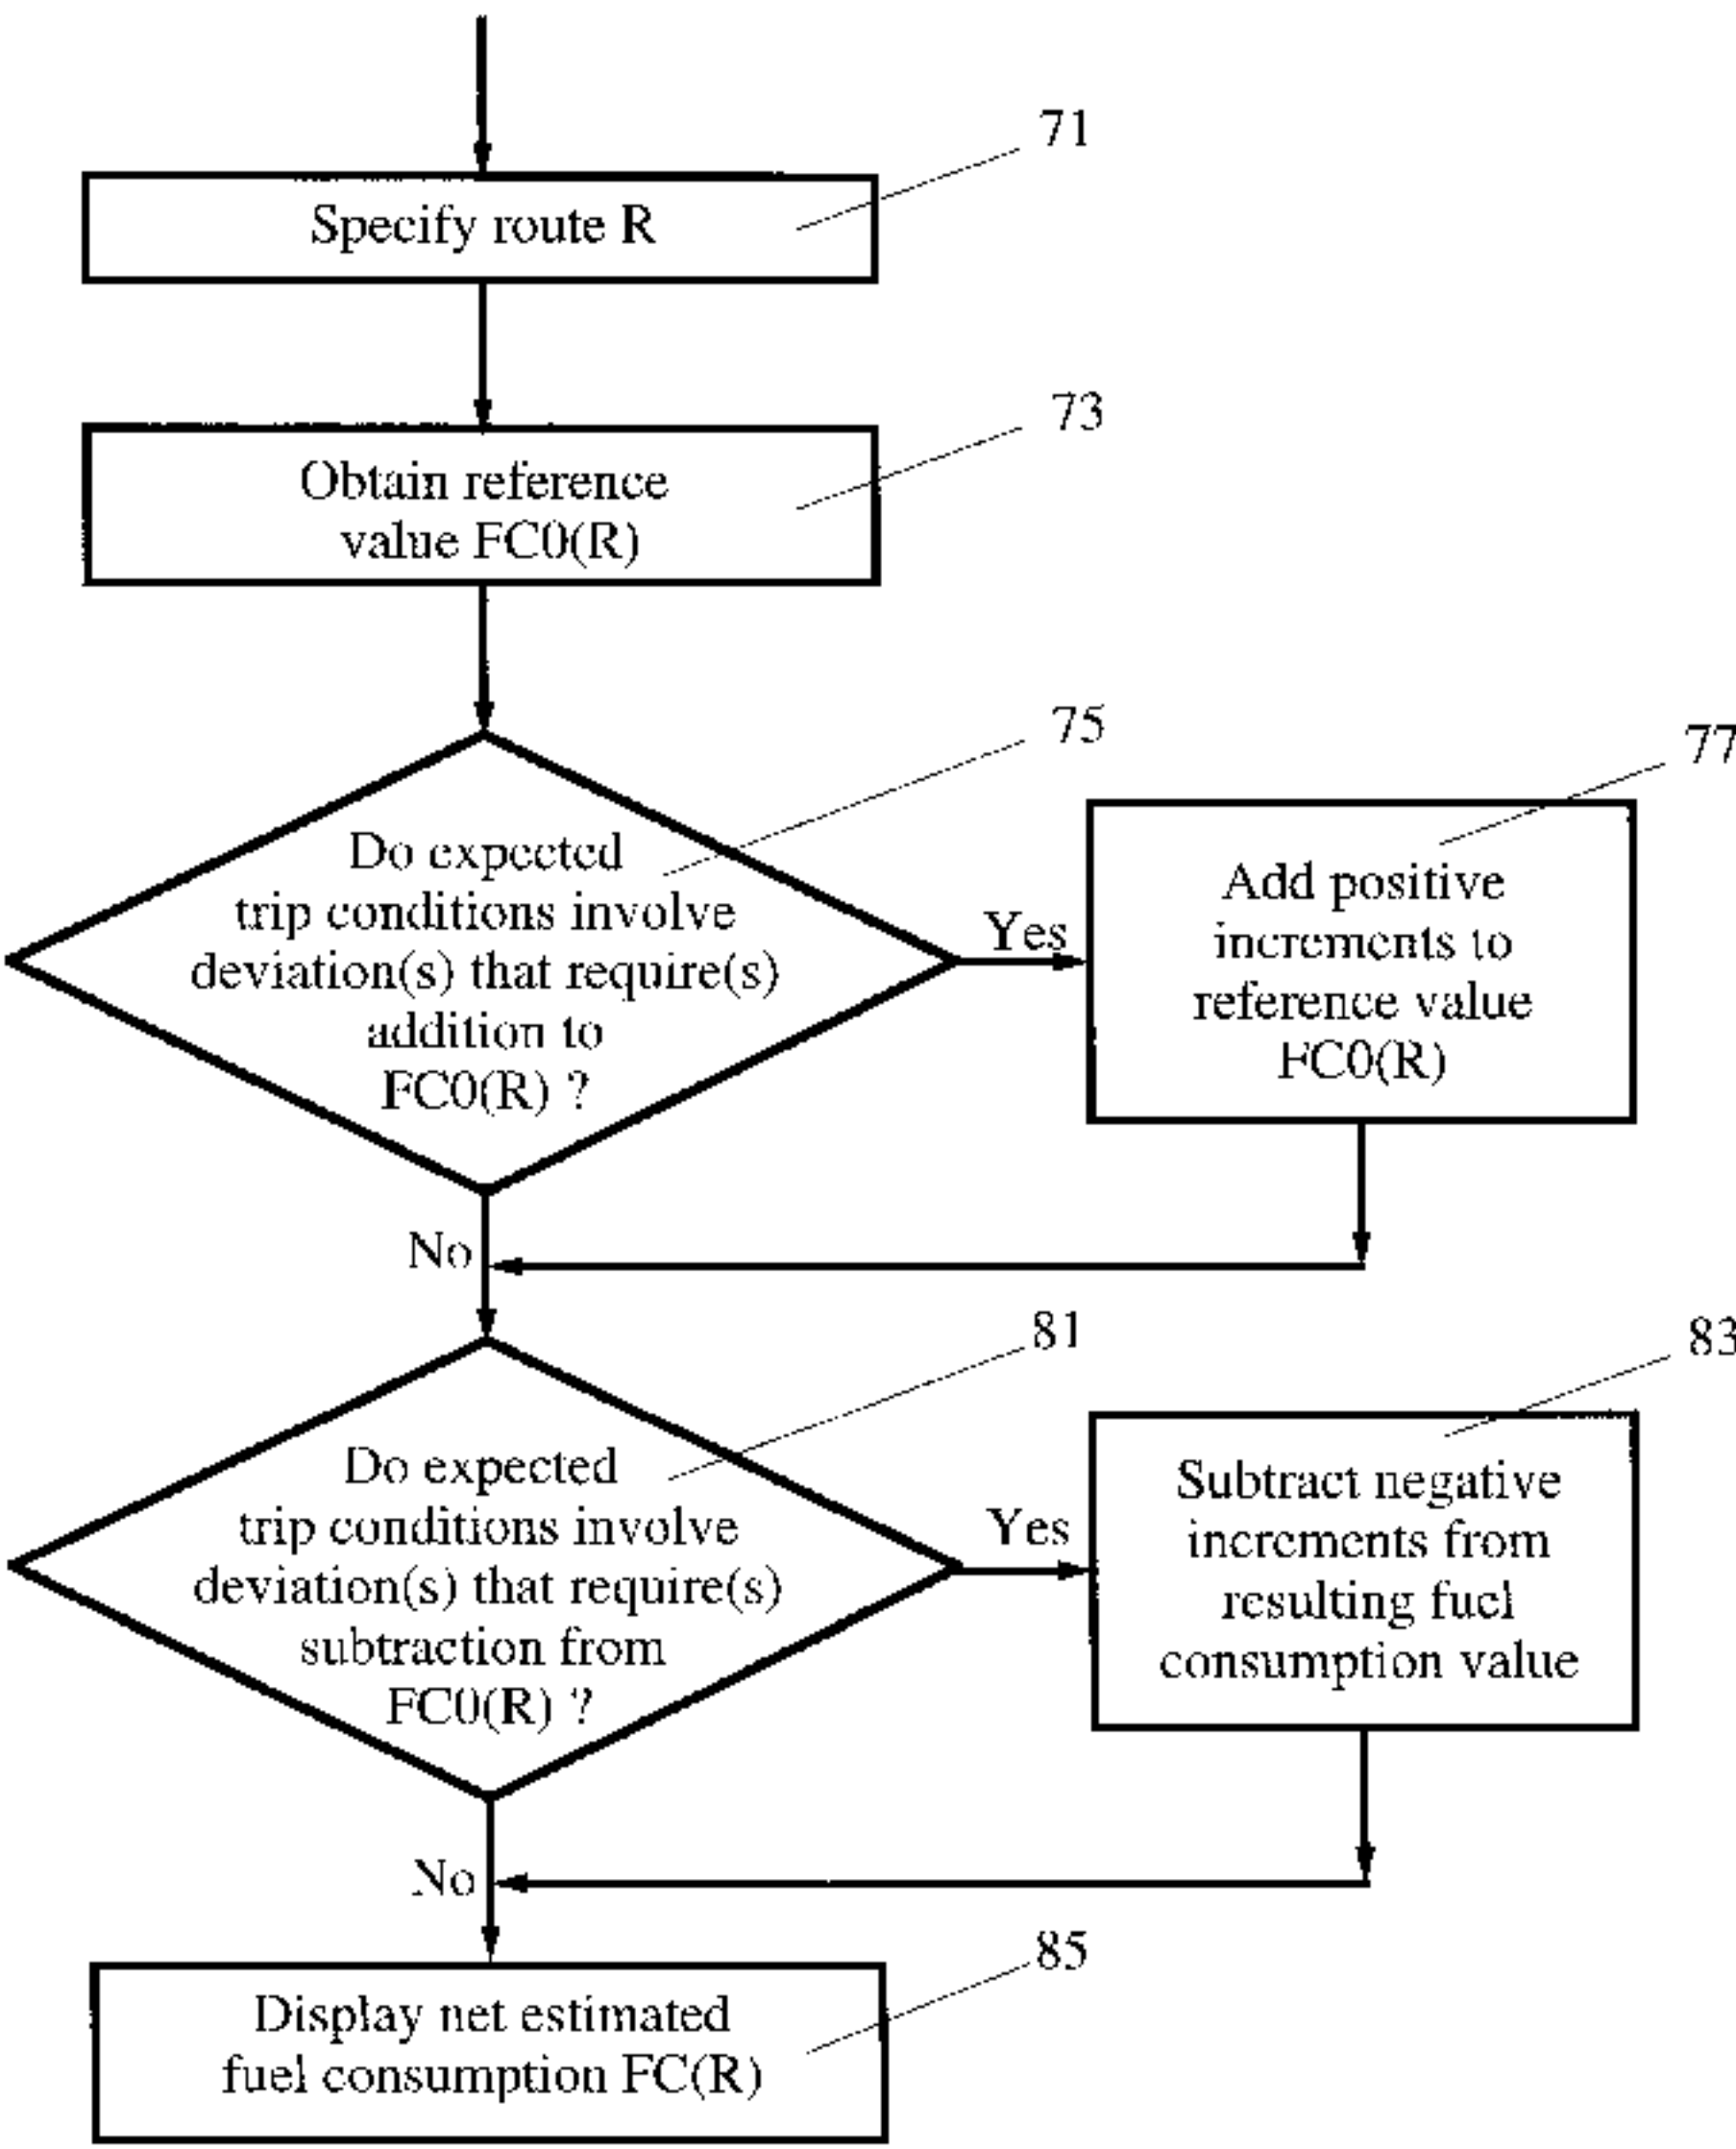 71
Specify route R
73
Obtain reference
value FC0(R)
75
77
Do expected
trip conditions involve
deviation(s) that require(s)
addition to
FC0(R) ?
Yes
Add positive
increments to
reference value
FC0(R)
No
81
83
Do expected
trip conditions involve
deviation(s) that require(s)
subtraction from
FC0(R) ?
Yes
Subtract negative
increments from
resulting fuel
consumption value
No
85
Display net estimated
fuel consumption FC(R)